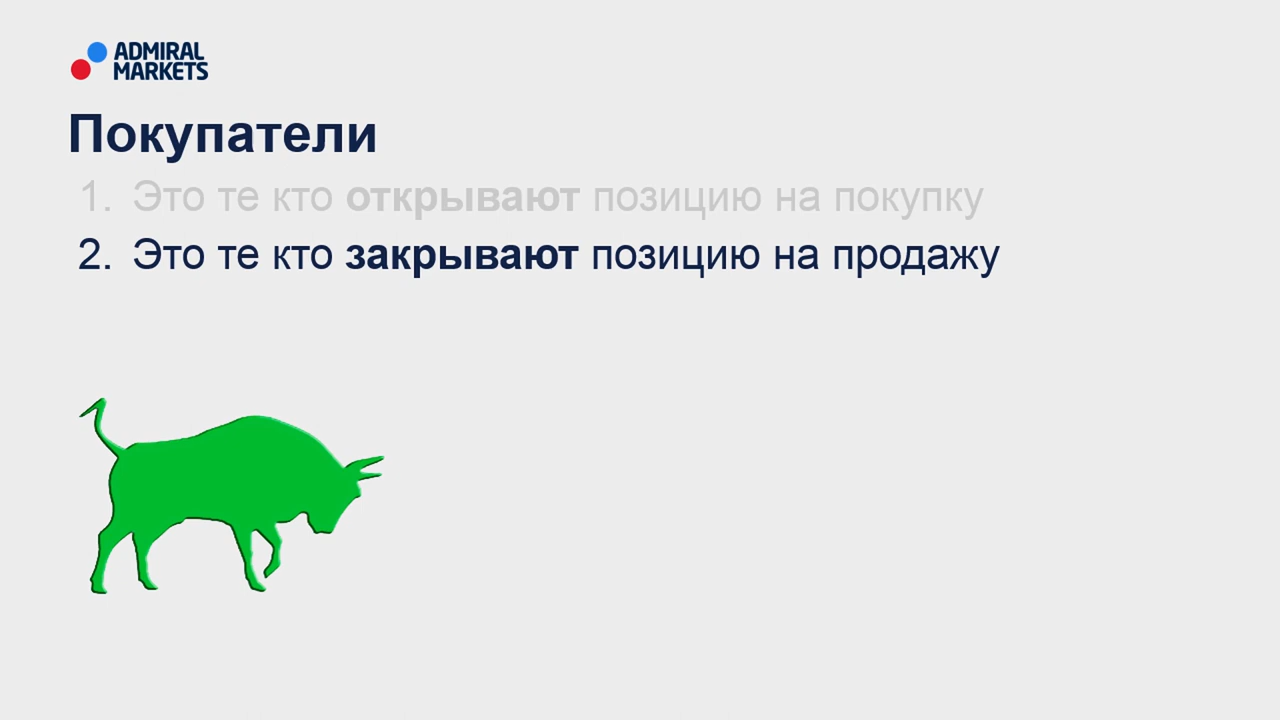 ADMIRAL
MARKETS
Покупатели
1. Это те кто открывают позицию на покупку
2. Это те кто закрывают позицию на продажу